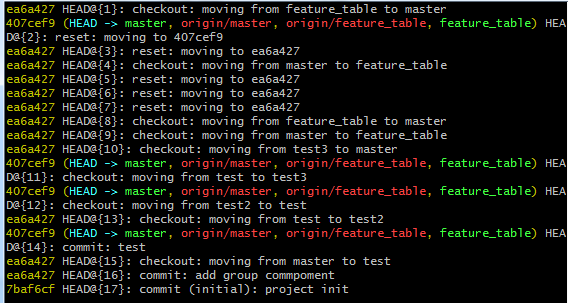 ea6a427 HEAD@{1}: checkout: moving from feature_table to master
407cef9 (HEAD -> master, origin/master, origin/feature_table, feature_table) HEA
D@{2}: reset: moving to 407cef9
ea6a427 HEAD@{3}: reset: moving to ea6a427
ea6a427 HEAD@{4}: checkout: moving from master to feature_table
ea6a427 HEAD@{5}: reset: moving to ea6a427
ea6a427 HEAD@{6}: reset: moving to ea6a427
ea6a427 HEAD@{7}: reset: moving to ea6a427
ea6a427 HEAD@{8}: checkout: moving from feature_table to master
ea6a427 HEAD@{9}: checkout: moving from master to feature_table
ea6a427 HEAD@{10}: checkout: moving from test3 to master
407cef9 (HEAD -> master, origin/master, origin/feature_table, feature_table) HEA
D@{11}: checkout: moving from test to test3
407cef9 (HEAD -> master, origin/master, origin/feature_table, feature_table) HEA
D@{12}: checkout: moving from test2 to test
ea6a427 HEAD@{13}: checkout: moving from test to test2
407cef9 (HEAD -> master, origin/master, origin/feature_table, feature_table) HEA
D@{14}: commit: test
ea6a427 HEAD@{15}: checkout: moving from master to test
ea6a427 HEAD@{16}: commit: add group commpoment
7baf6cf HEAD@{17}: commit (initial): project init